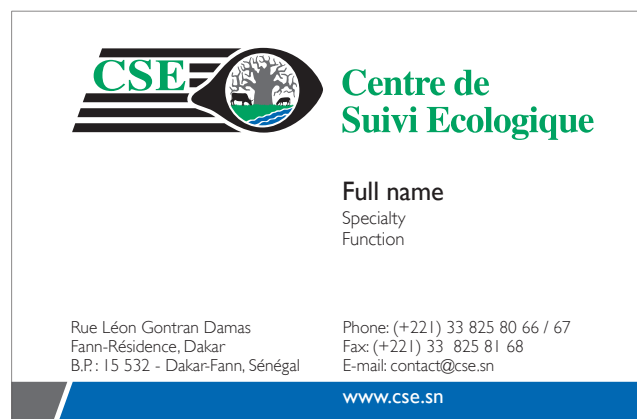 CSE
Centre de
Suivi Ecologique
Full name
Specialty
Function
Rue Léon Gontran Damas
Fann-Résidence, Dakar
B.P.: 15 532 - Dakar-Fann, Sénégal
Phone: (+221) 33 825 80 66 / 67
Fax: (+221) 33 825 81 68
E-mail: contact@cse.sn
www.cse.sn